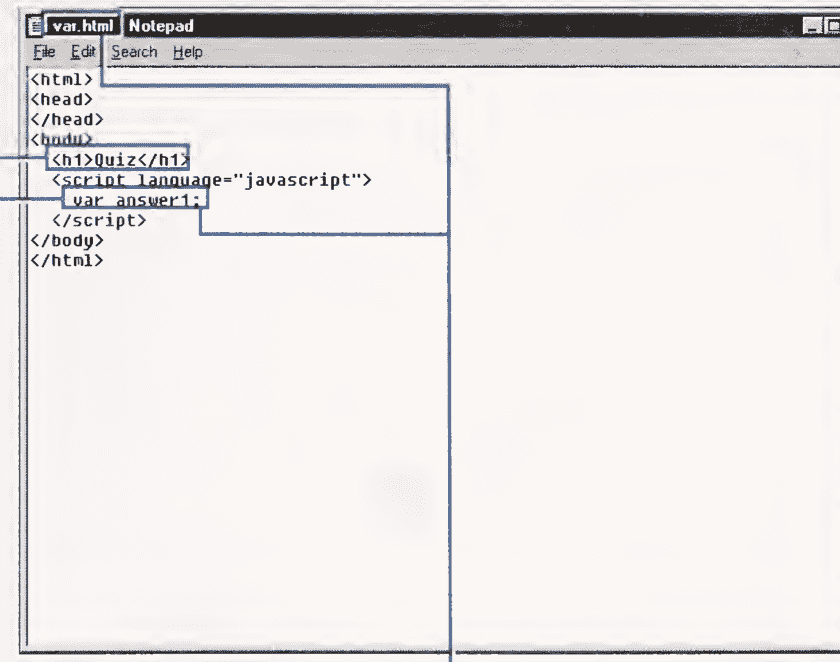 var.html Notepad
File Edit Search Help
<html>
<head>
</head>
<body>
<h1>Quiz</h1>
<script language="javascript">
var answer1;
</script>
</body>
</html>